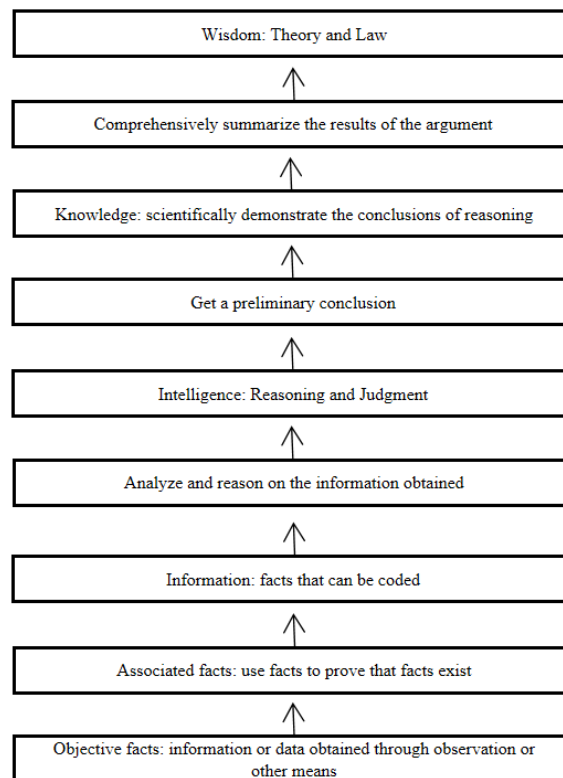 Wisdom: Theory and Law
Comprehensively summarize the results of the argument
Knowledge: scientifically demonstrate the conclusions of reasoning
Get a preliminary conclusion
Intelligence: Reasoning and Judgment
Analyze and reason on the information obtained
Information: facts that can be coded
Associated facts: use facts to prove that facts exist
Objective facts: information or data obtained through observation or
other means